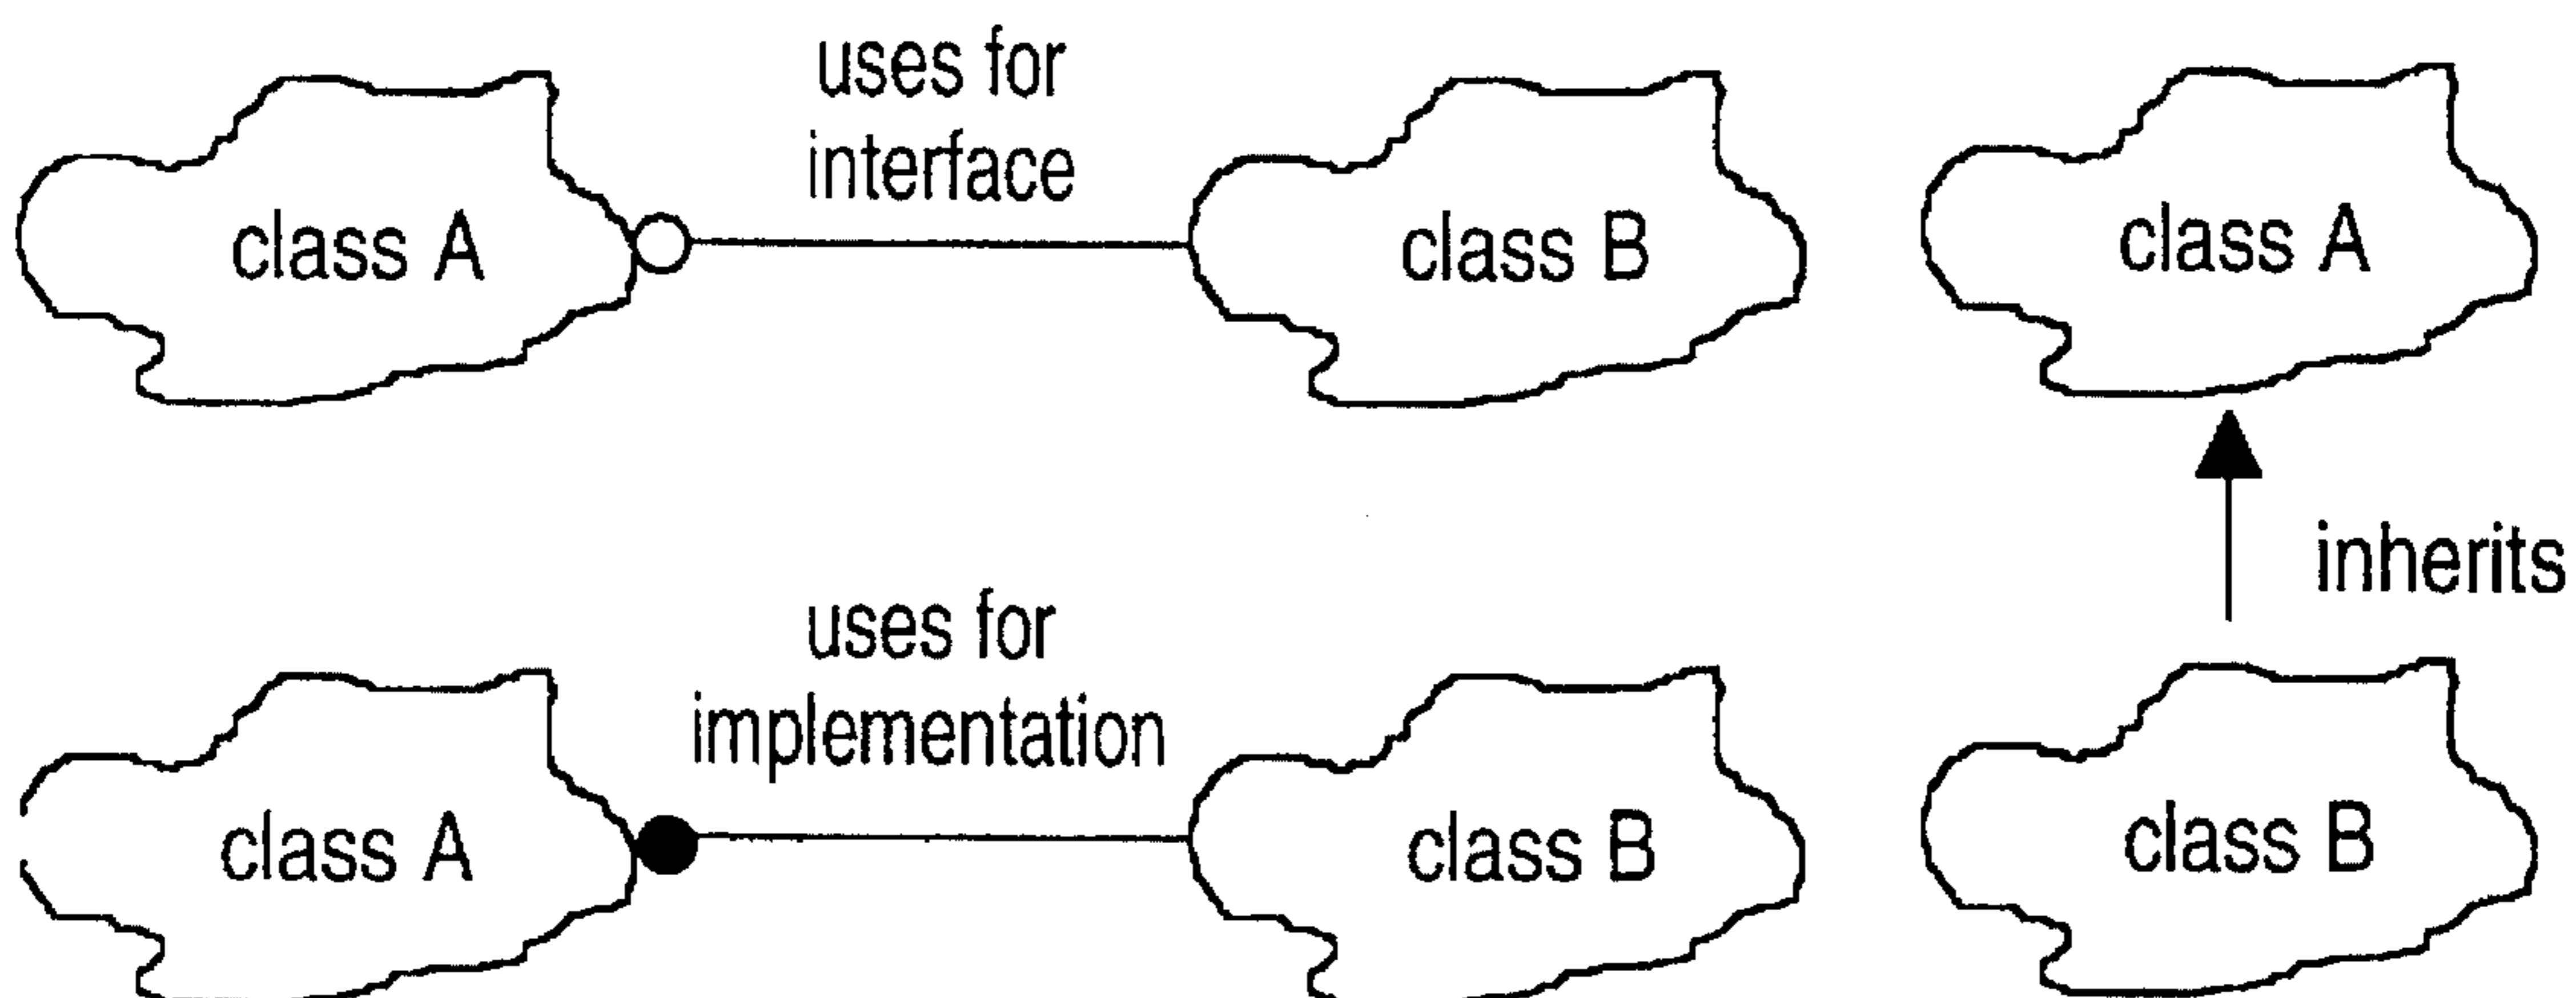 uses for
interface
class A
class B
class A
inherits
uses for
implementation
class A
class B
class B